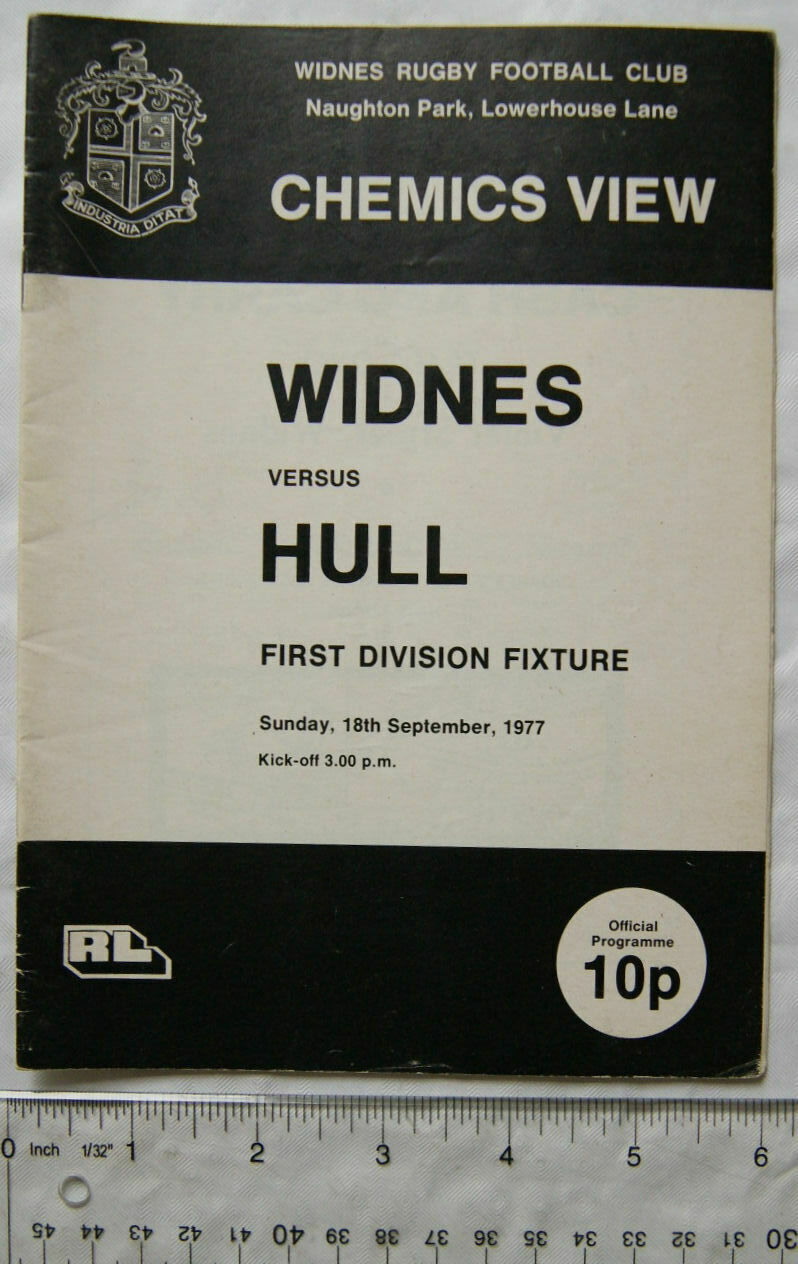 WIDNES RUGBY FOOTBALL CLUB
Naughton Park, Lowerhouse Lane
CHEMICS VIEW
INDUSTRIA DITAT
WIDNES
VERSUS
HULL
FIRST DIVISION FIXTURE
Sunday, 18th September, 1977
Kick-off 3.00 p.m.
RL
Official
Programme
10p
0 Inch 1/32" 1 2 3 4 5 6
45 44 43 42 41 40 39 38 37 36 35 34 33 32 31 30